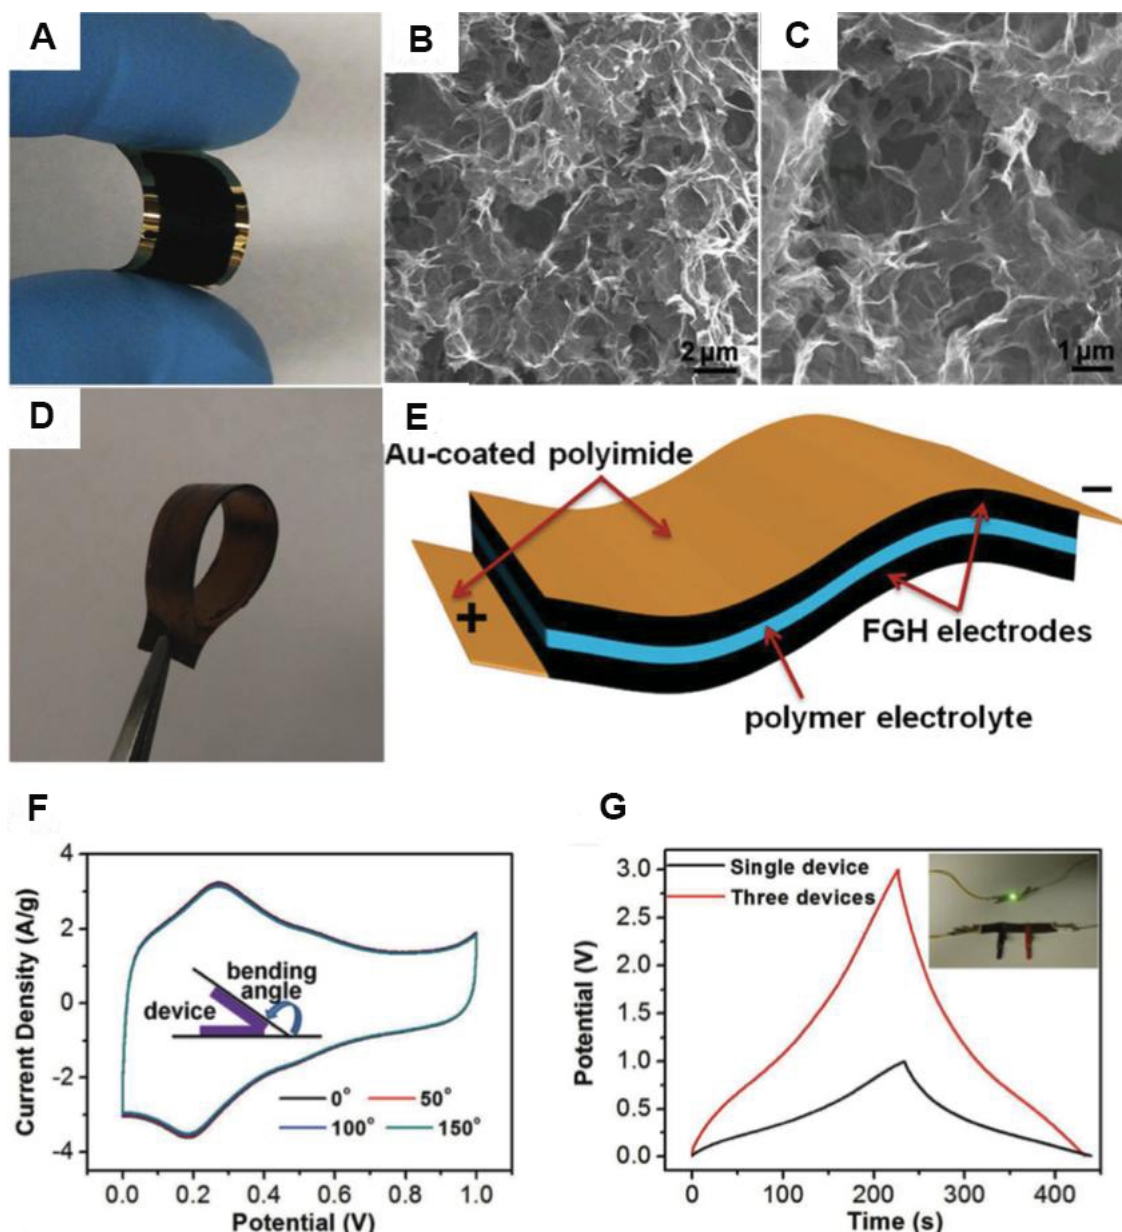 A
B
C
2 µm
1 µm
D
E
Au-coated polyimide
−
+
FGH electrodes
polymer electrolyte
F
G
4
2
0
-2
-4
Current Density (A/g)
bending
angle
device
0° 50°
100° 150°
0.0 0.2 0.4 0.6 0.8 1.0
Potential (V)
Single device
Three devices
3.0
2.5
2.0
1.5
1.0
0.5
0.0
Potential (V)
0 100 200 300 400
Time (s)